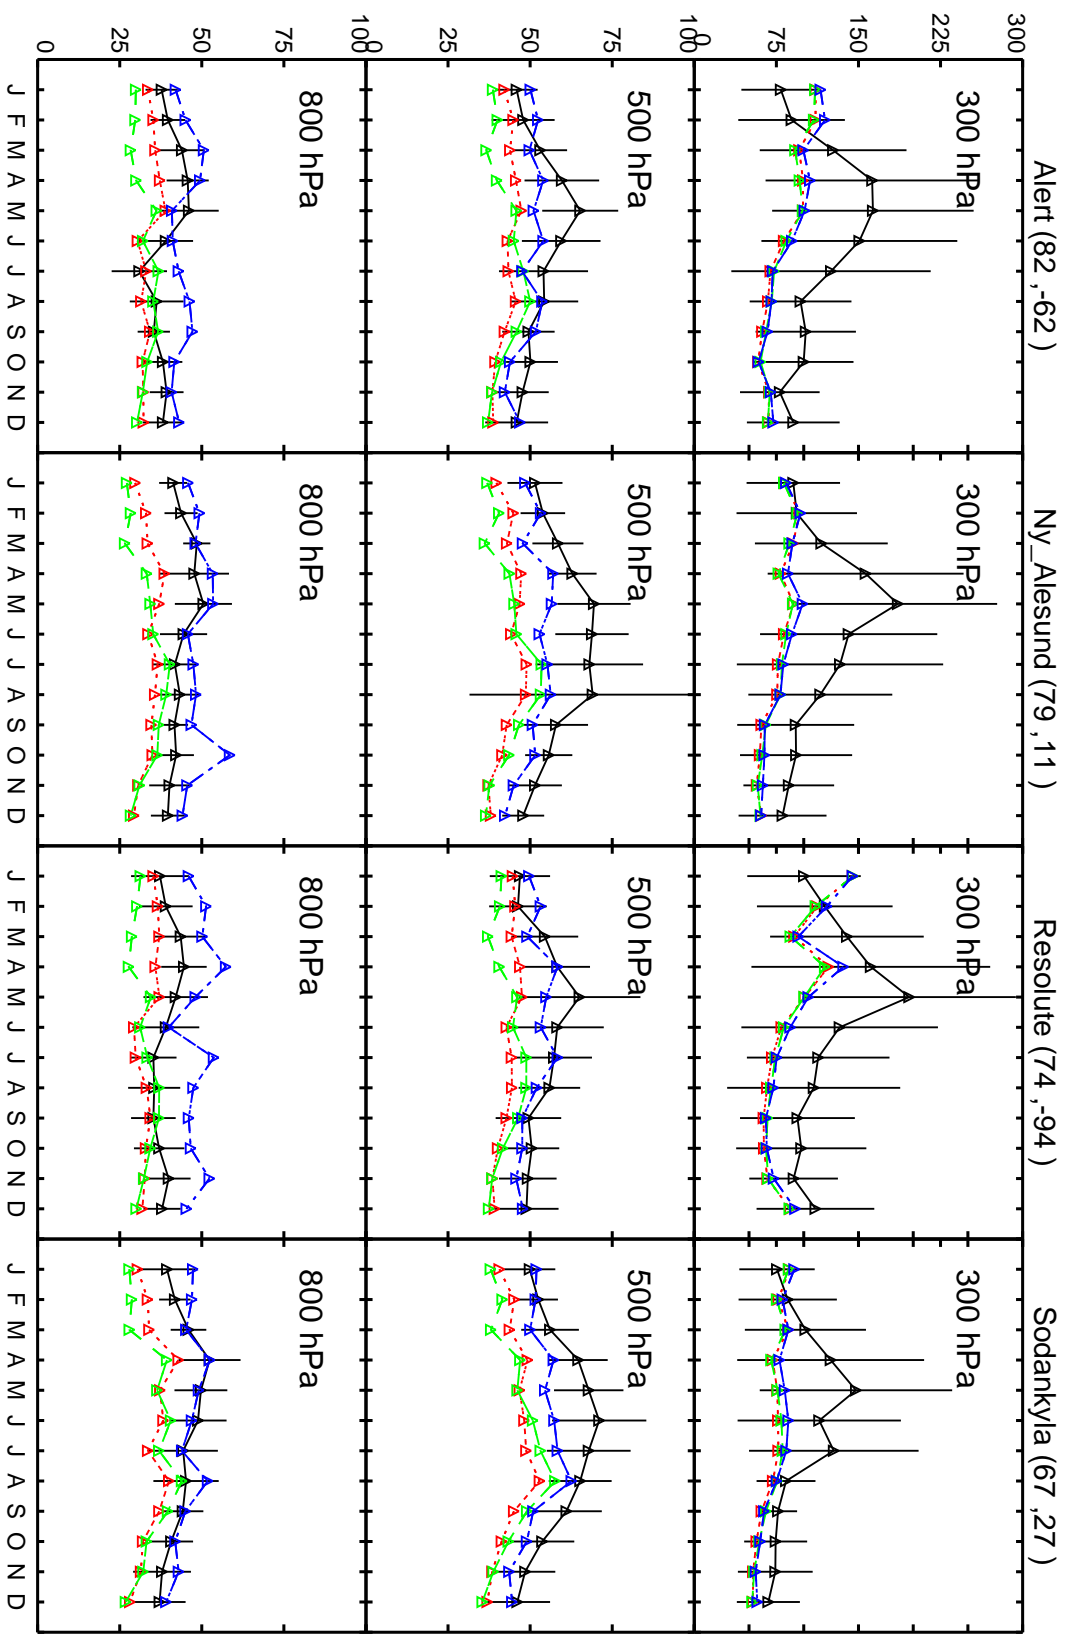 Alert (82 ,-62 )
Ny_Alesund (79 ,11 )
Resolute (74 ,-94 )
Sodankyla (67 ,27 )
300
225
150
75
0
300 hPa
300 hPa
300 hPa
300 hPa
100
75
50
25
0
500 hPa
500 hPa
500 hPa
500 hPa
100
75
50
25
0
800 hPa
800 hPa
800 hPa
800 hPa
J F M A M J J A S O N D
J F M A M J J A S O N D
J F M A M J J A S O N D
J F M A M J J A S O N D